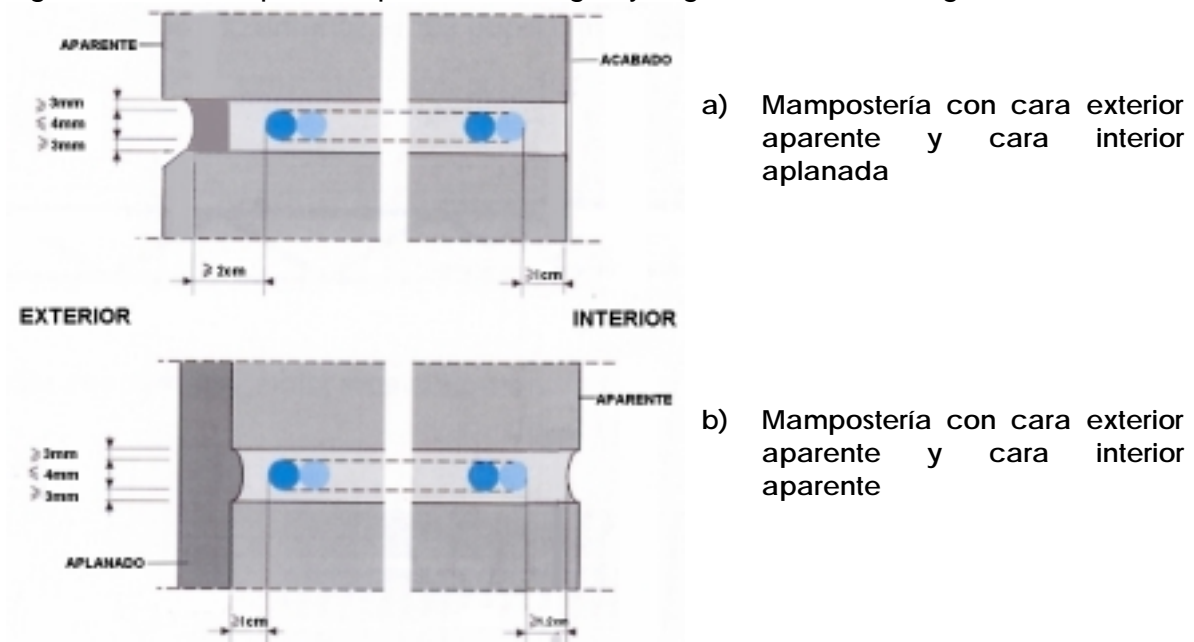 APARENTE
ACABADO
≥ 3mm
≤ 4mm
≥ 3mm
≥ 2cm
≥1cm
a) Mampostería con cara exterior
aparente y cara interior
aplanada
EXTERIOR
INTERIOR
APARENTE
≥ 3mm
≤ 4mm
≥ 3mm
APLANADO
≥1cm
b) Mampostería con cara exterior
aparente y cara interior
aparente